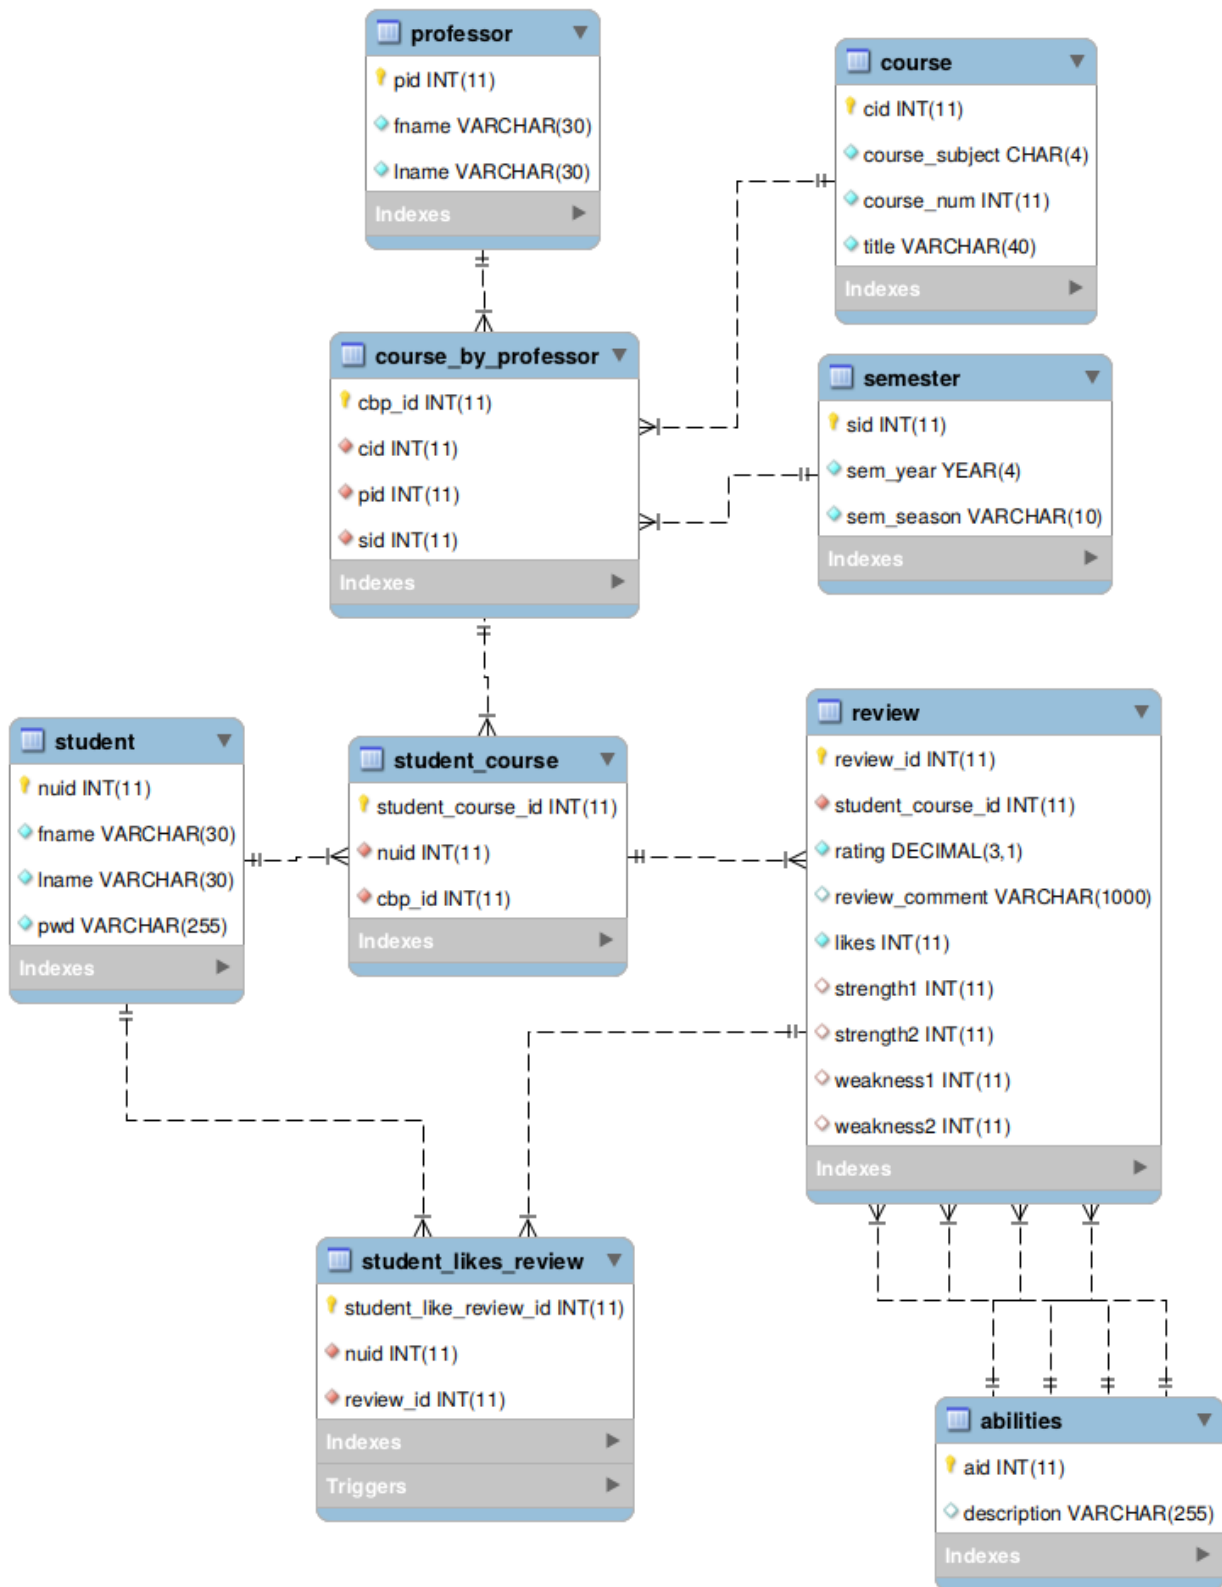 professor
pid INT(11)
fname VARCHAR(30)
lname VARCHAR(30)
Indexes
course
cid INT(11)
course_subject CHAR(4)
course_num INT(11)
title VARCHAR(40)
Indexes
course_by_professor
cbp_id INT(11)
cid INT(11)
pid INT(11)
sid INT(11)
Indexes
semester
sid INT(11)
sem_year YEAR(4)
sem_season VARCHAR(10)
Indexes
student
nuid INT(11)
fname VARCHAR(30)
lname VARCHAR(30)
pwd VARCHAR(255)
Indexes
student_course
student_course_id INT(11)
nuid INT(11)
cbp_id INT(11)
Indexes
review
review_id INT(11)
student_course_id INT(11)
rating DECIMAL(3,1)
review_comment VARCHAR(1000)
likes INT(11)
strength1 INT(11)
strength2 INT(11)
weakness1 INT(11)
weakness2 INT(11)
Indexes
student_likes_review
student_like_review_id INT(11)
nuid INT(11)
review_id INT(11)
Indexes
Triggers
abilities
aid INT(11)
description VARCHAR(255)
Indexes